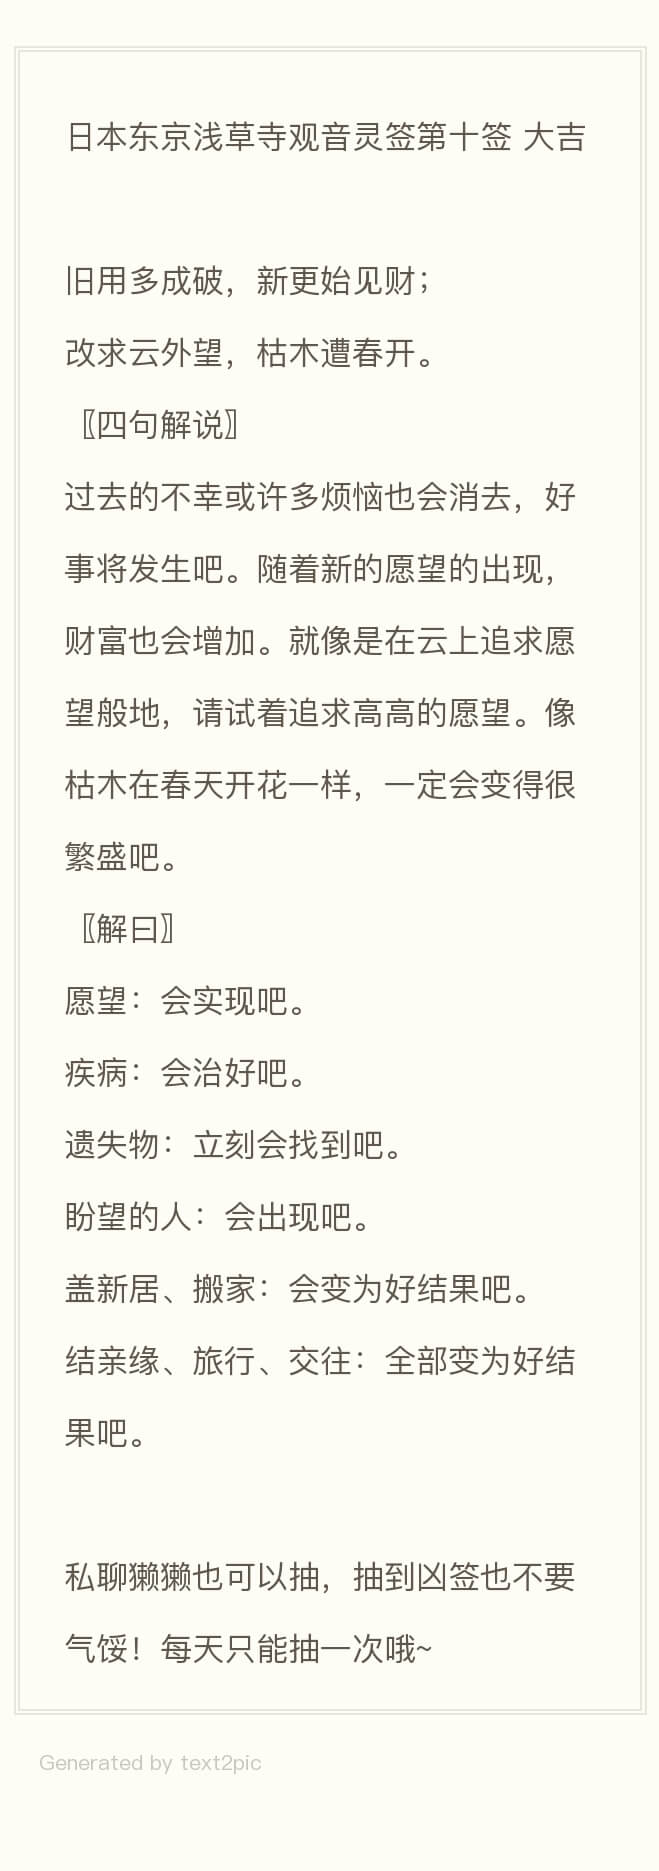 日本东京浅草寺观音灵签第十签 大吉
旧用多成破，新更始见财；
改求云外望，枯木遭春开。
〖四句解说〗
过去的不幸或许多烦恼也会消去，好
事将发生吧。随着新的愿望的出现，
财富也会增加。就像是在云上追求愿
望般地，请试着追求高高的愿望。像
枯木在春天开花一样，一定会变得很
繁盛吧。
〖解曰〗
愿望：会实现吧。
疾病：会治好吧。
遗失物：立刻会找到吧。
盼望的人：会出现吧。
盖新居、搬家：会变为好结果吧。
结亲缘、旅行、交往：全部变为好结
果吧。
私聊獭獭也可以抽，抽到凶签也不要
气馁！每天只能抽一次哦~
Generated by text2pic